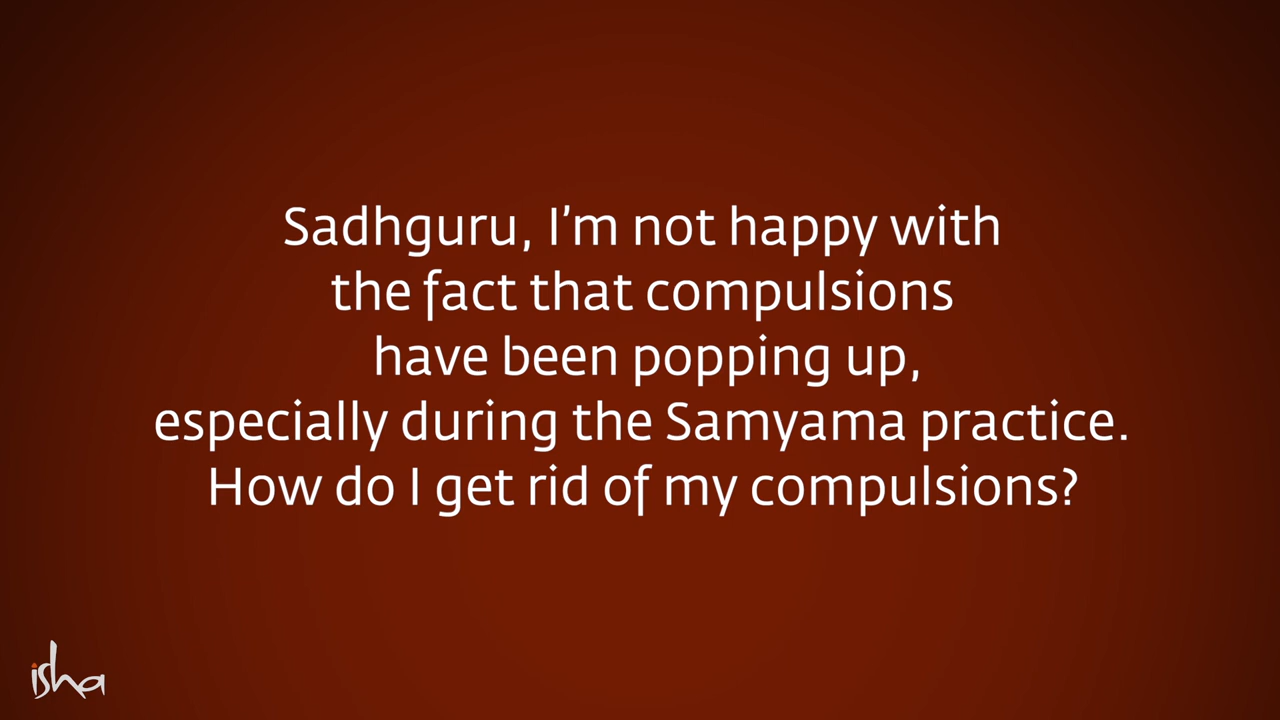 Sadhguru, I'm not happy with
the fact that compulsions
have been popping up,
especially during the Samyama practice.
How do I get rid of my compulsions?
isha